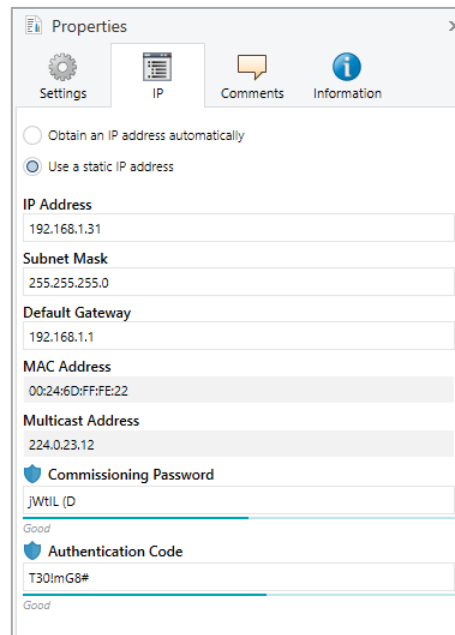 Properties
Settings IP Comments Information
Obtain an IP address automatically
Use a static IP address
IP Address
192.168.1.31
Subnet Mask
255.255.255.0
Default Gateway
192.168.1.1
MAC Address
00:24:6D:FF:FE:22
Multicast Address
224.0.23.12
Commissioning Password
jWtIL (D
Good
Authentication Code
T30!mG8#
Good